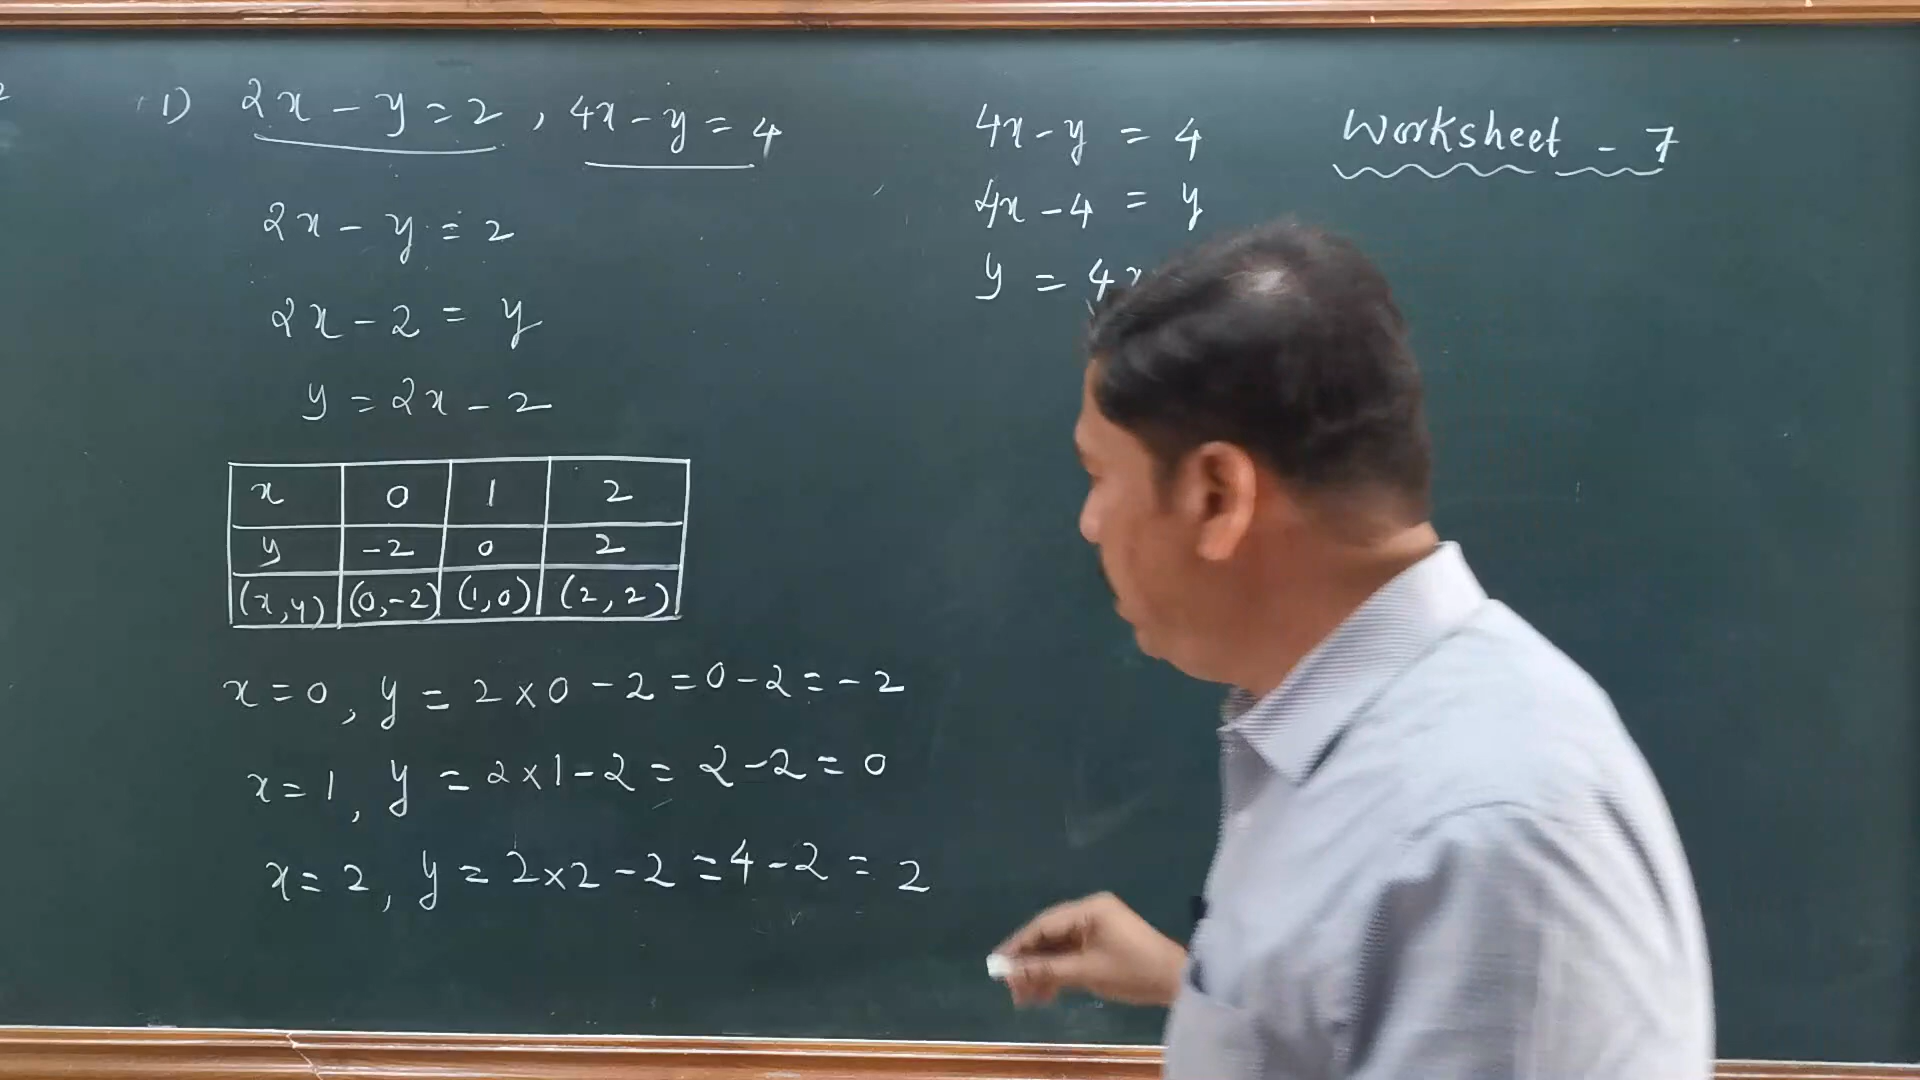 1) 2x - y = 2 , 4x - y = 4
2x - y = 2
2x - 2 = y
y = 2x - 2
x 0 1 2
y -2 0 2
(x,y) (0,-2) (1,0) (2,2)
x = 0, y = 2×0 - 2 = 0 - 2 = -2
x = 1, y = 2×1 - 2 = 2 - 2 = 0
x = 2, y = 2×2 - 2 = 4 - 2 = 2
4x - y = 4
4x - 4 = y
y = 4x
Worksheet - 7